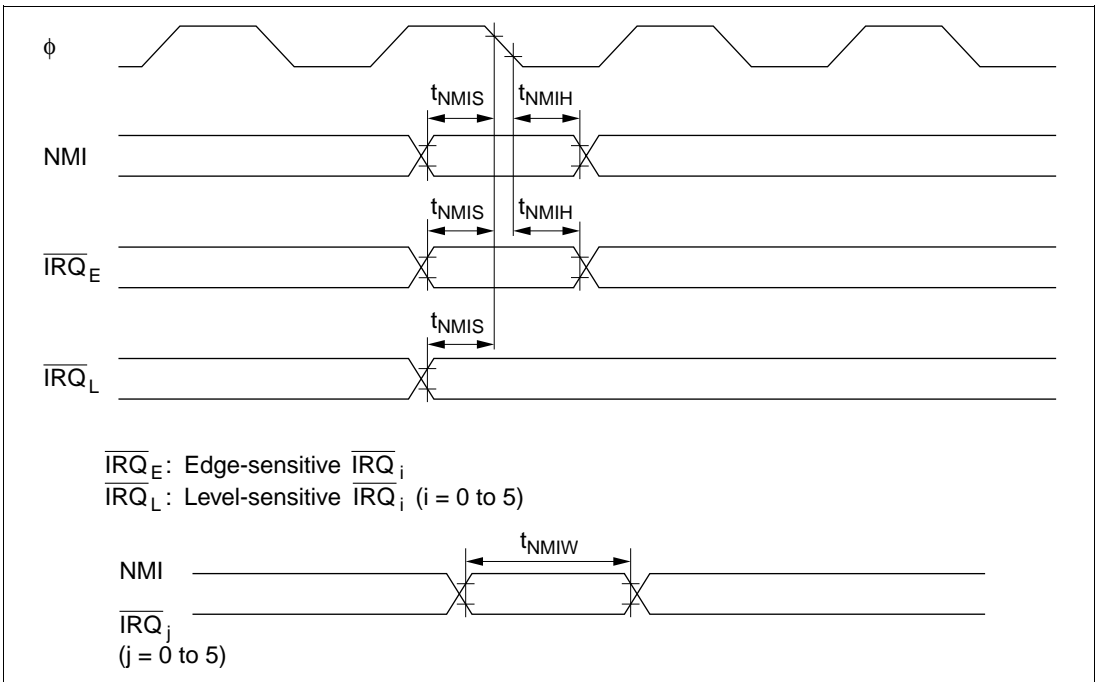 ϕ
tNMIS tNMIH
NMI
tNMIS tNMIH
IRQE
tNMIS
IRQL
IRQE: Edge-sensitive IRQi
IRQL: Level-sensitive IRQi (i = 0 to 5)
tNMIW
NMI
IRQj
(j = 0 to 5)